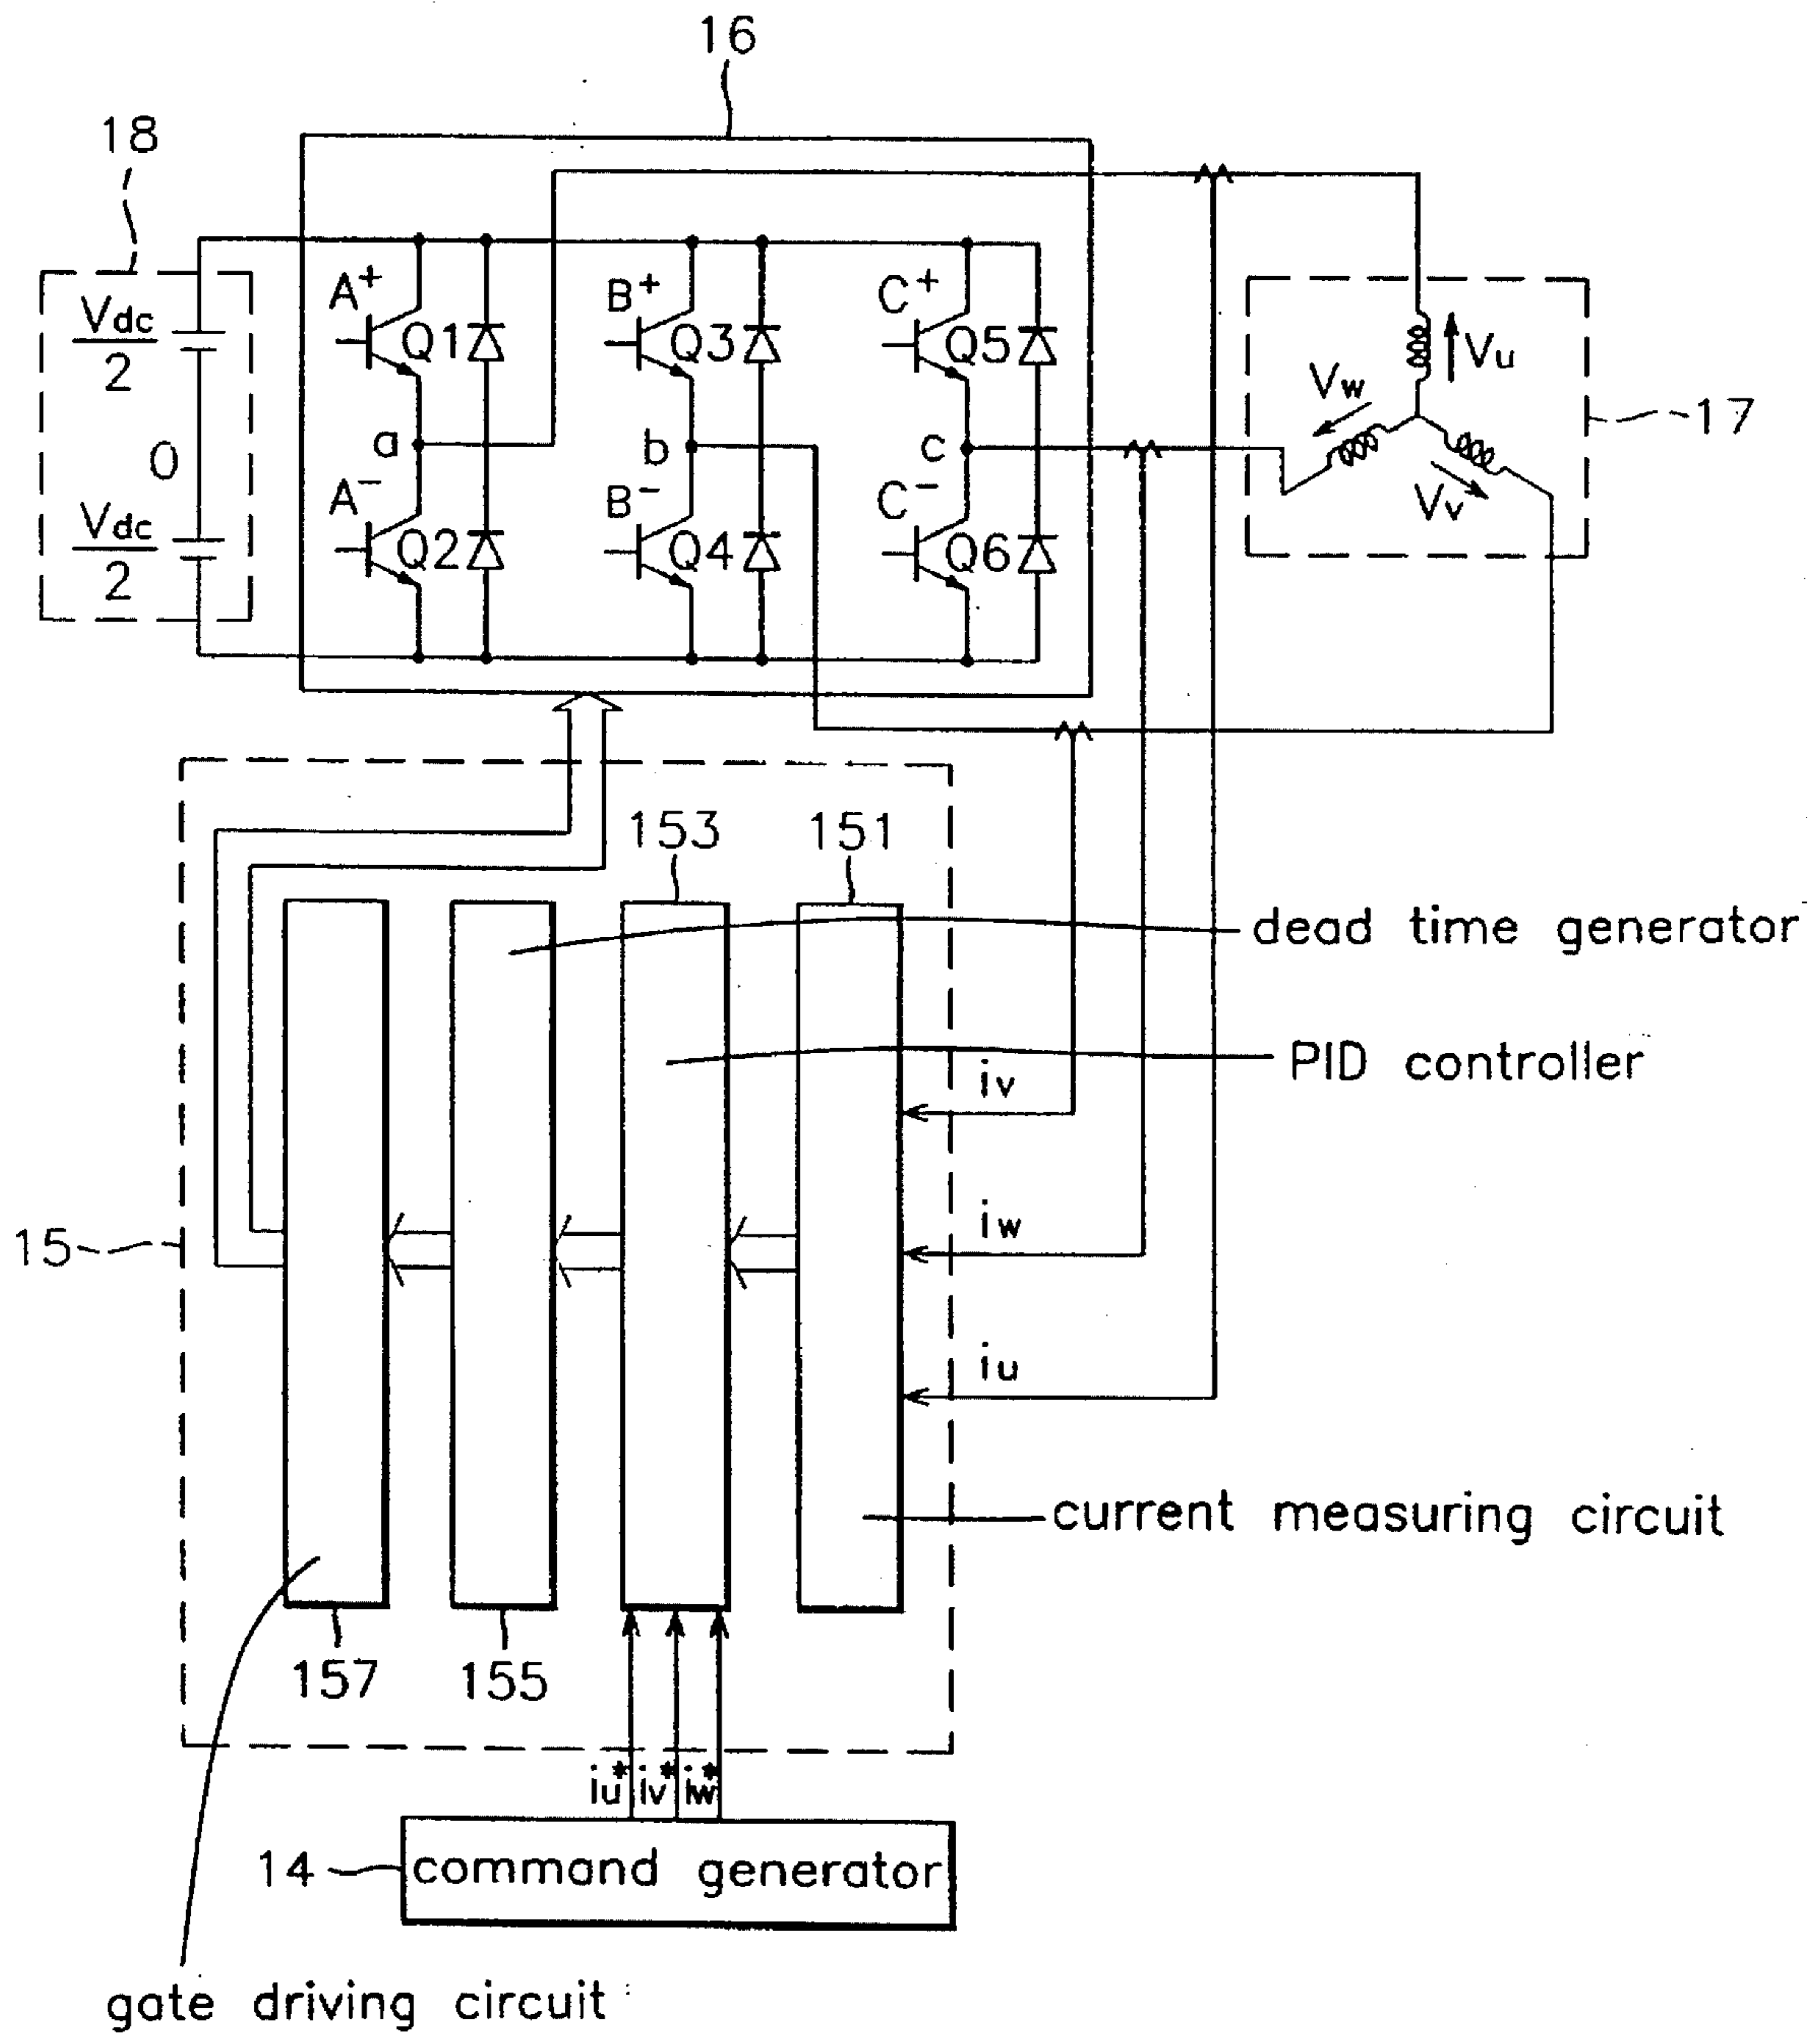 16
18
Vdc
2
0
Vdc
2
A+
Q1
B+
Q3
C+
Q5
a
b
c
A-
Q2
B-
Q4
C-
Q6
Vu
Vw
Vv
17
153
151
dead time generator
PID controller
iv
iw
iu
15
current measuring circuit
157
155
iu* iv* iw*
14
command generator
gate driving circuit